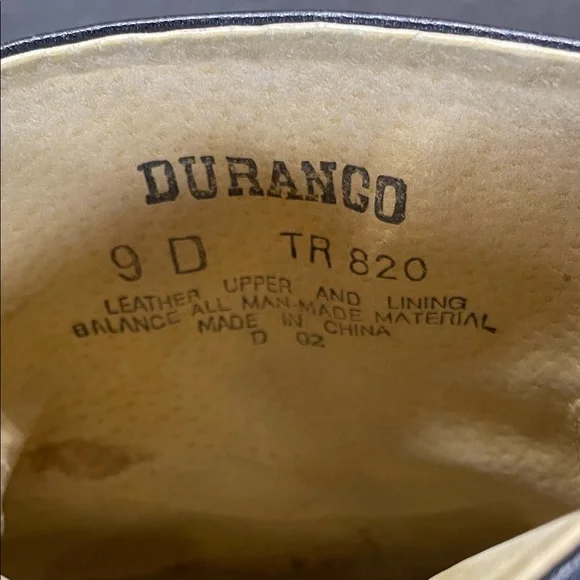 DURANGO
9 D TR 820
LEATHER UPPER AND LINING
BALANCE ALL MAN-MADE MATERIAL
MADE IN CHINA
D 02